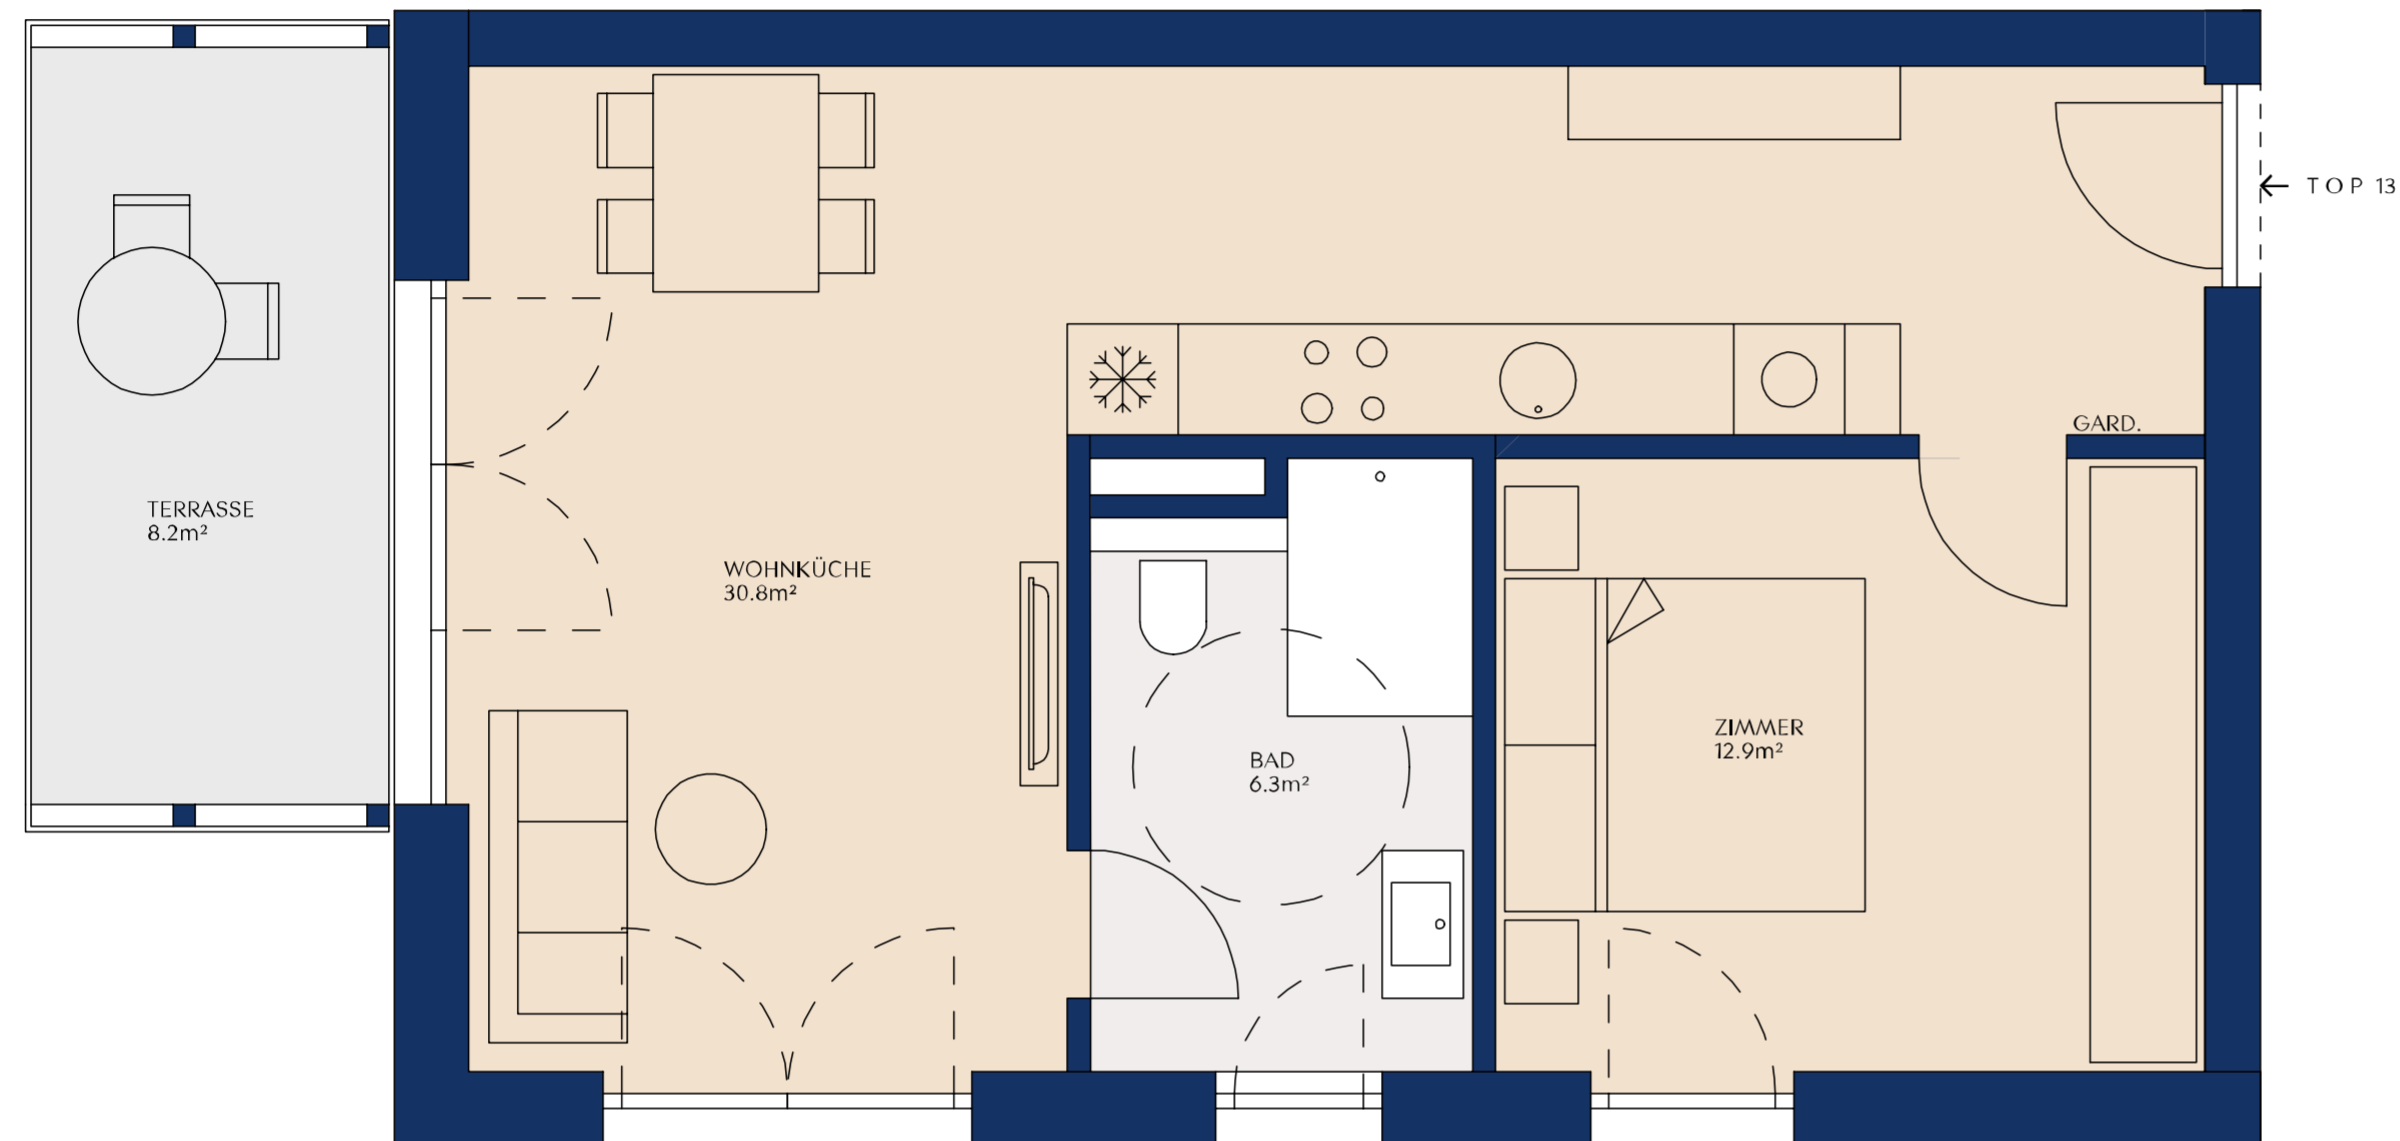 TOP 13
GARD.
TERRASSE
8.2m²
WOHNKÜCHE
30.8m²
ZIMMER
12.9m²
BAD
6.3m²